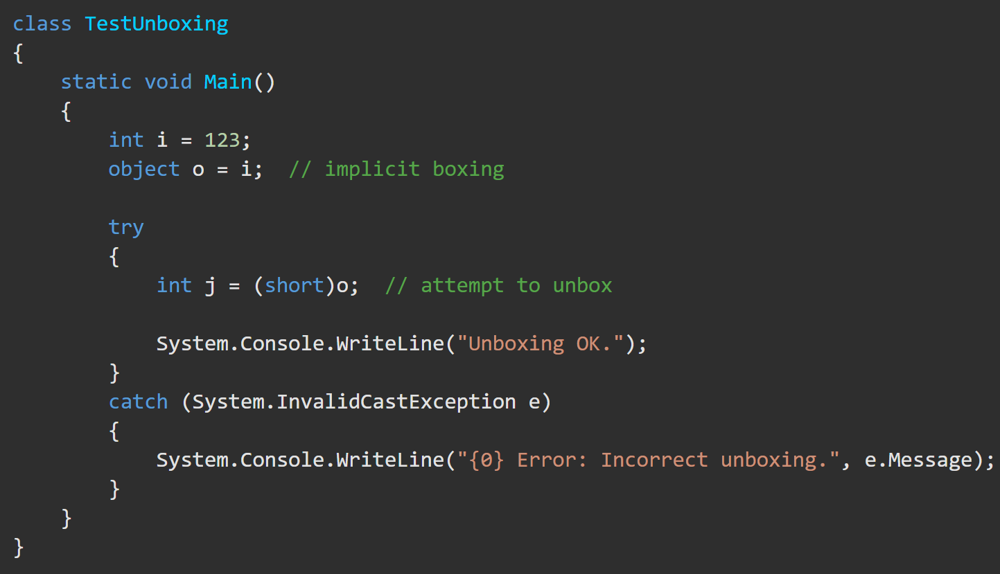 class TestUnboxing
{
    static void Main()
    {
        int i = 123;
        object o = i;  // implicit boxing

        try
        {
            int j = (short)o;  // attempt to unbox

            System.Console.WriteLine("Unboxing OK.");
        }
        catch (System.InvalidCastException e)
        {
            System.Console.WriteLine("{0} Error: Incorrect unboxing.", e.Message);
        }
    }
}